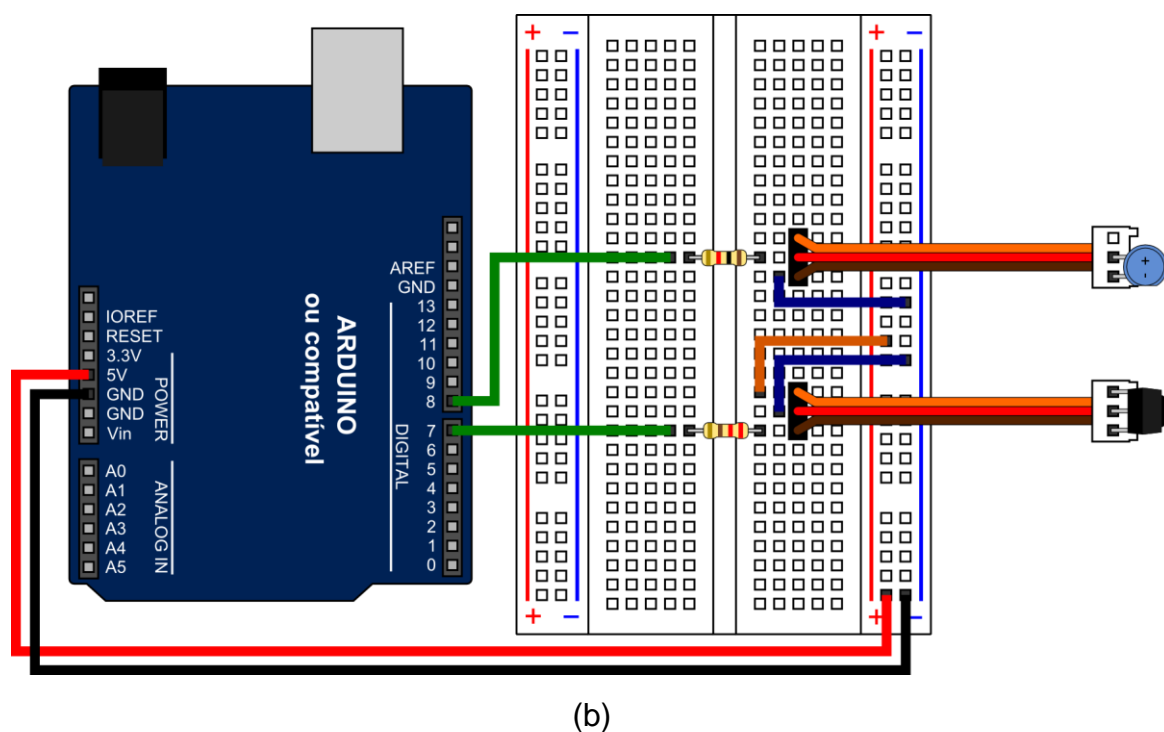 + −
+ −
AREF
GND
13
12
11
10
9
8
7
6
5
4
3
2
1
0
DIGITAL
ARDUINO
ou compatível
IOREF
RESET
3.3V
5V
GND
GND
Vin
POWER
A0
A1
A2
A3
A4
A5
ANALOG IN
+
-
+ −
+ −
(b)